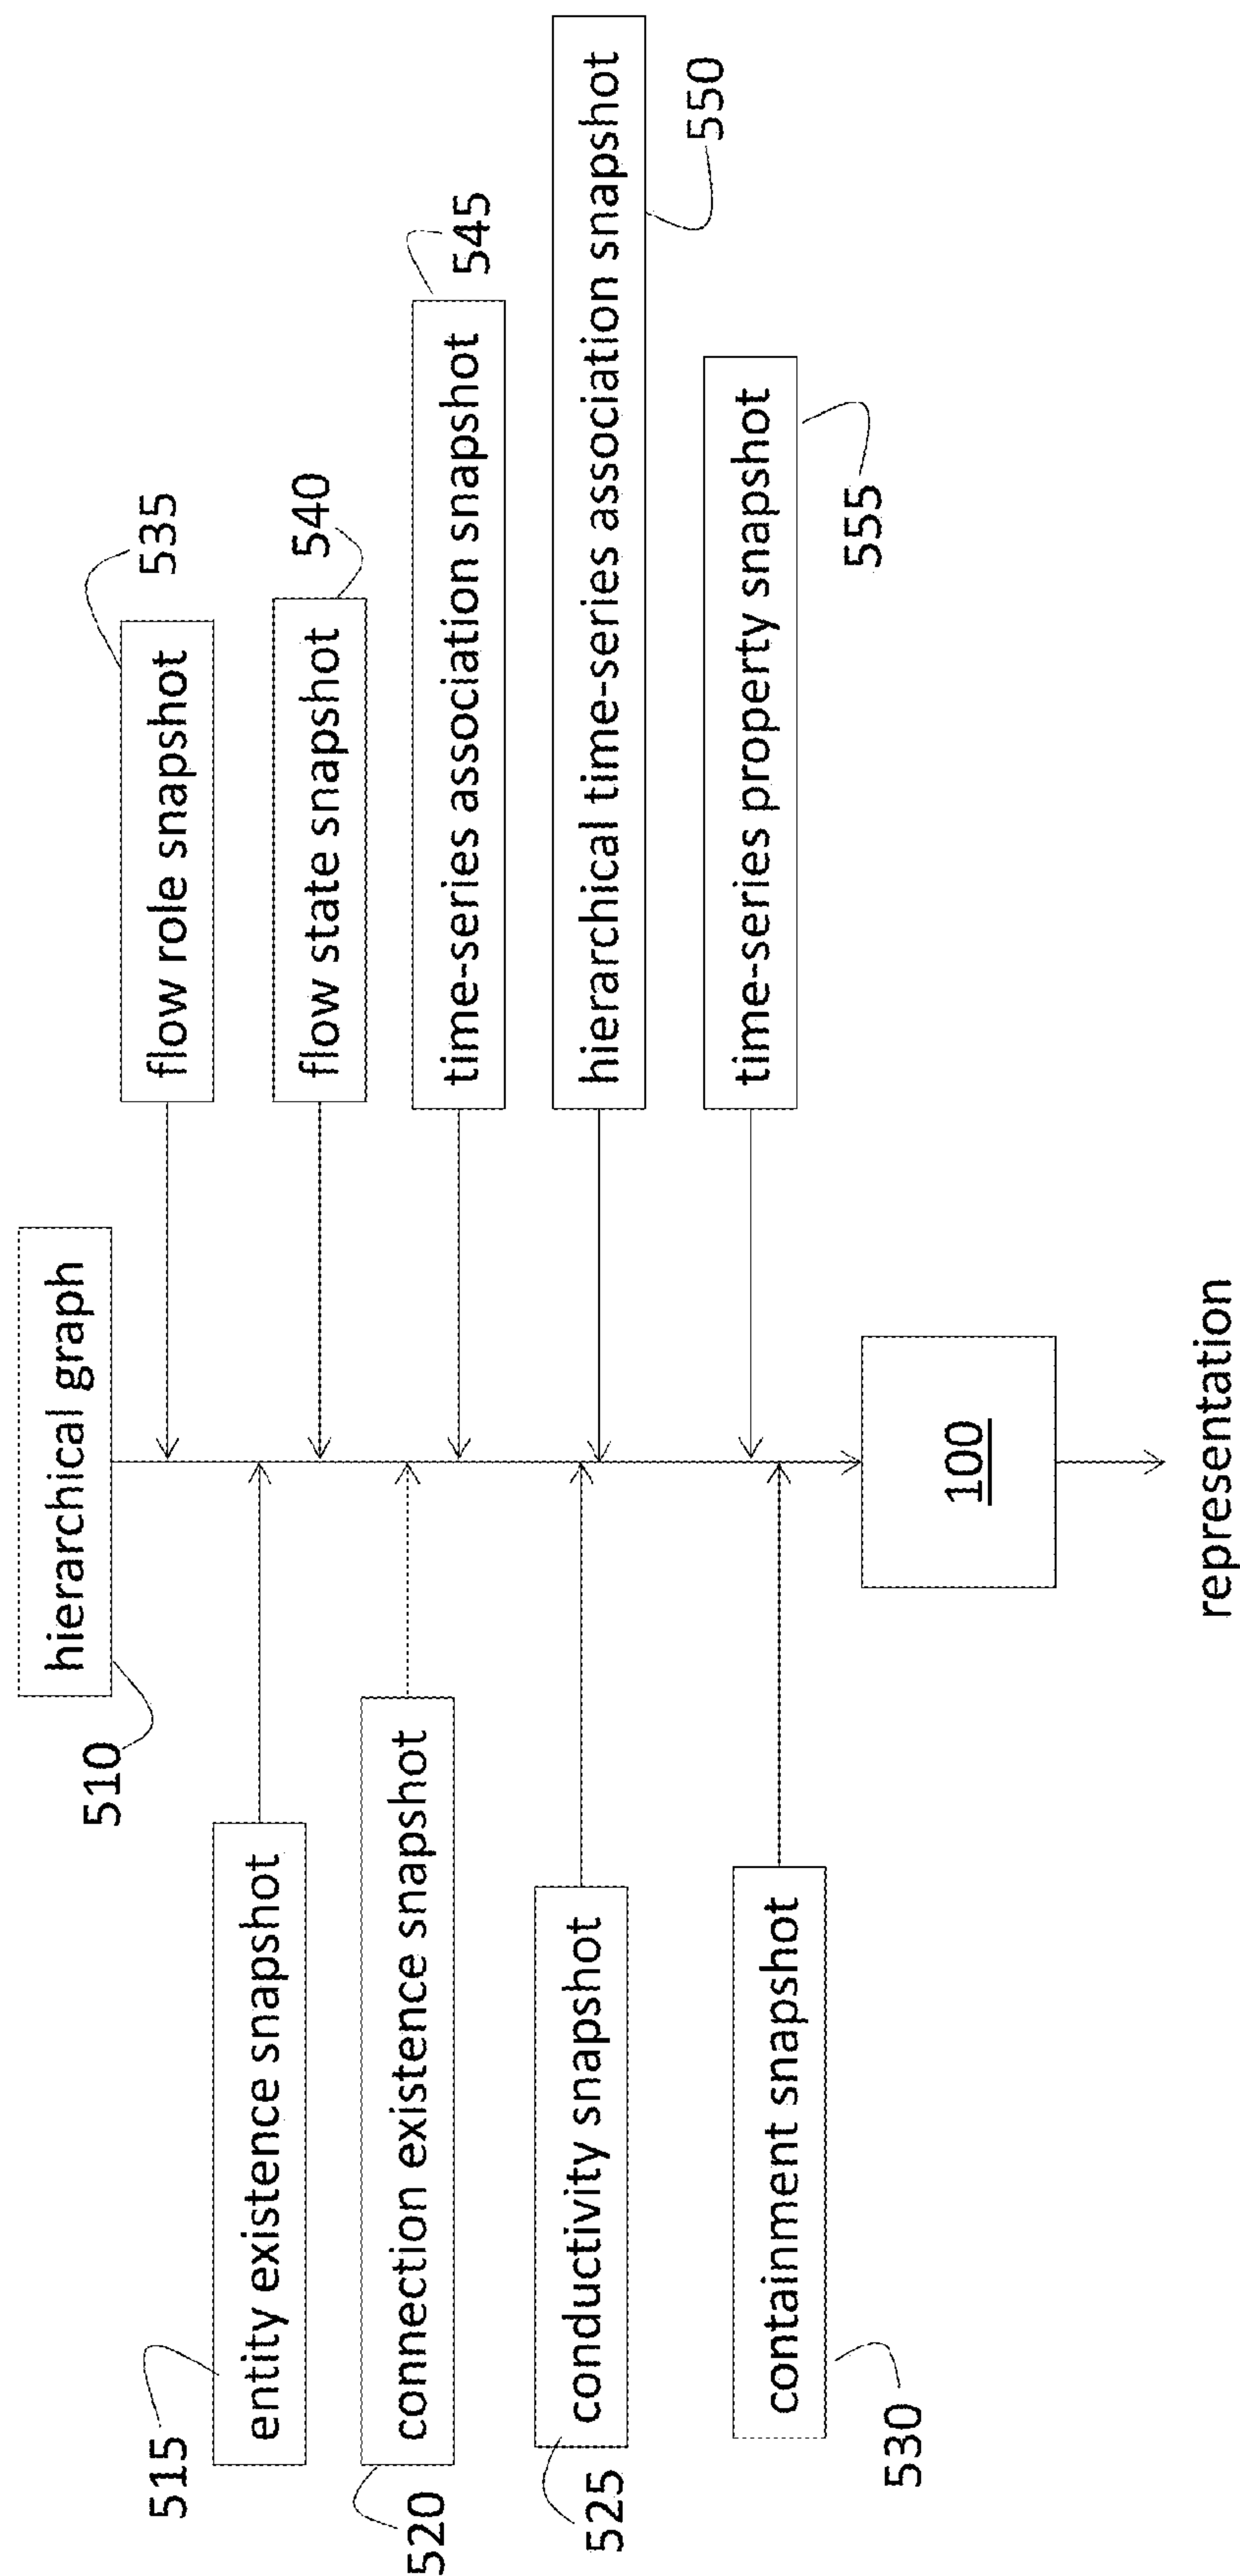 hierarchical graph
510
flow role snapshot
535
entity existence snapshot
515
flow state snapshot
540
connection existence snapshot
520
time-series association snapshot
545
conductivity snapshot
525
hierarchical time-series association snapshot
550
containment snapshot
530
time-series property snapshot
555
100
representation